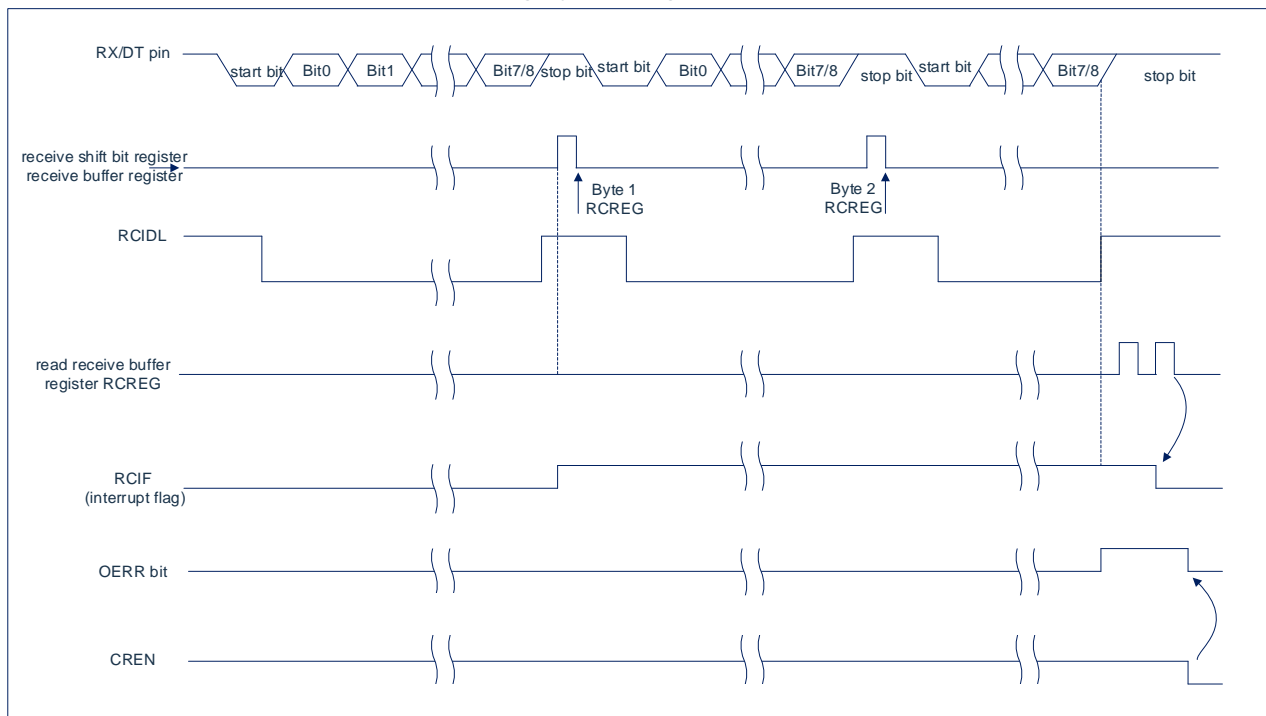 RX/DT pin
start bit
Bit0
Bit1
Bit7/8
stop bit
start bit
Bit0
Bit7/8
stop bit
start bit
Bit7/8
stop bit
receive shift bit register
receive buffer register
Byte 1
RCREG
Byte 2
RCREG
RCIDL
read receive buffer
register RCREG
RCIF
(interrupt flag)
OERR bit
CREN